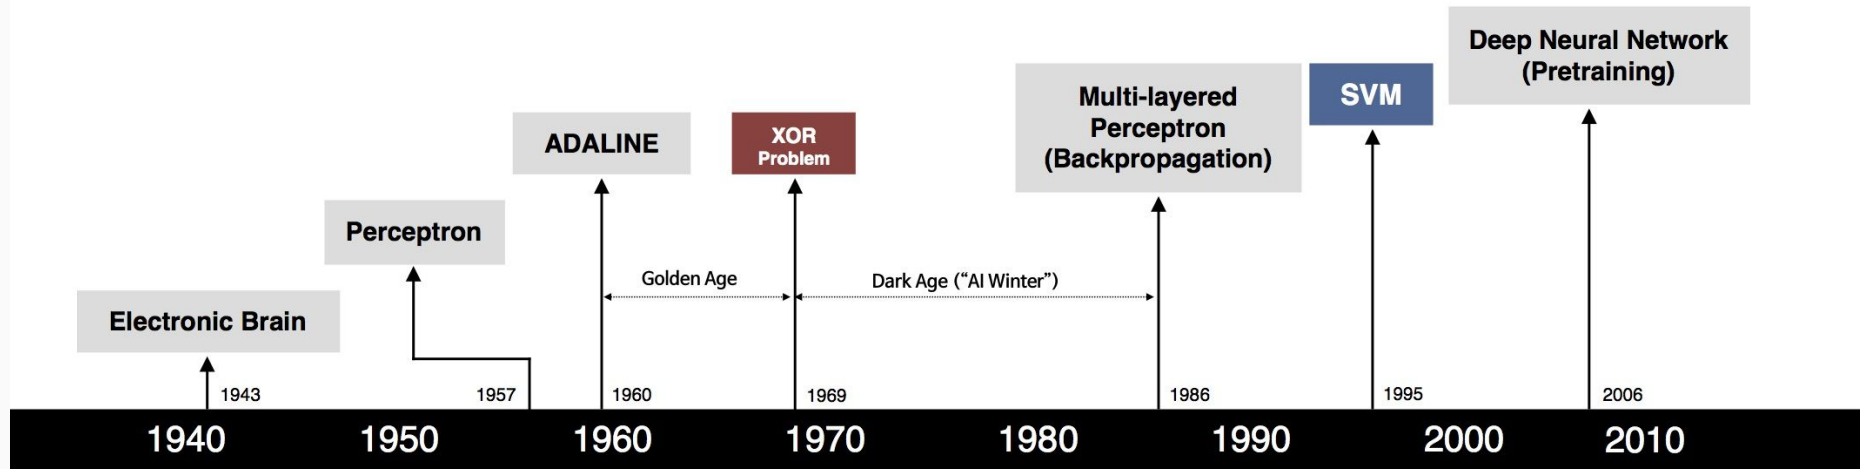 Deep Neural Network
(Pretraining)
Multi-layered
Perceptron
(Backpropagation)
SVM
ADALINE
XOR
Problem
Perceptron
Golden Age
Dark Age (“AI Winter”)
Electronic Brain
1943
1957
1960
1969
1986
1995
2006
1940 1950 1960 1970 1980 1990 2000 2010